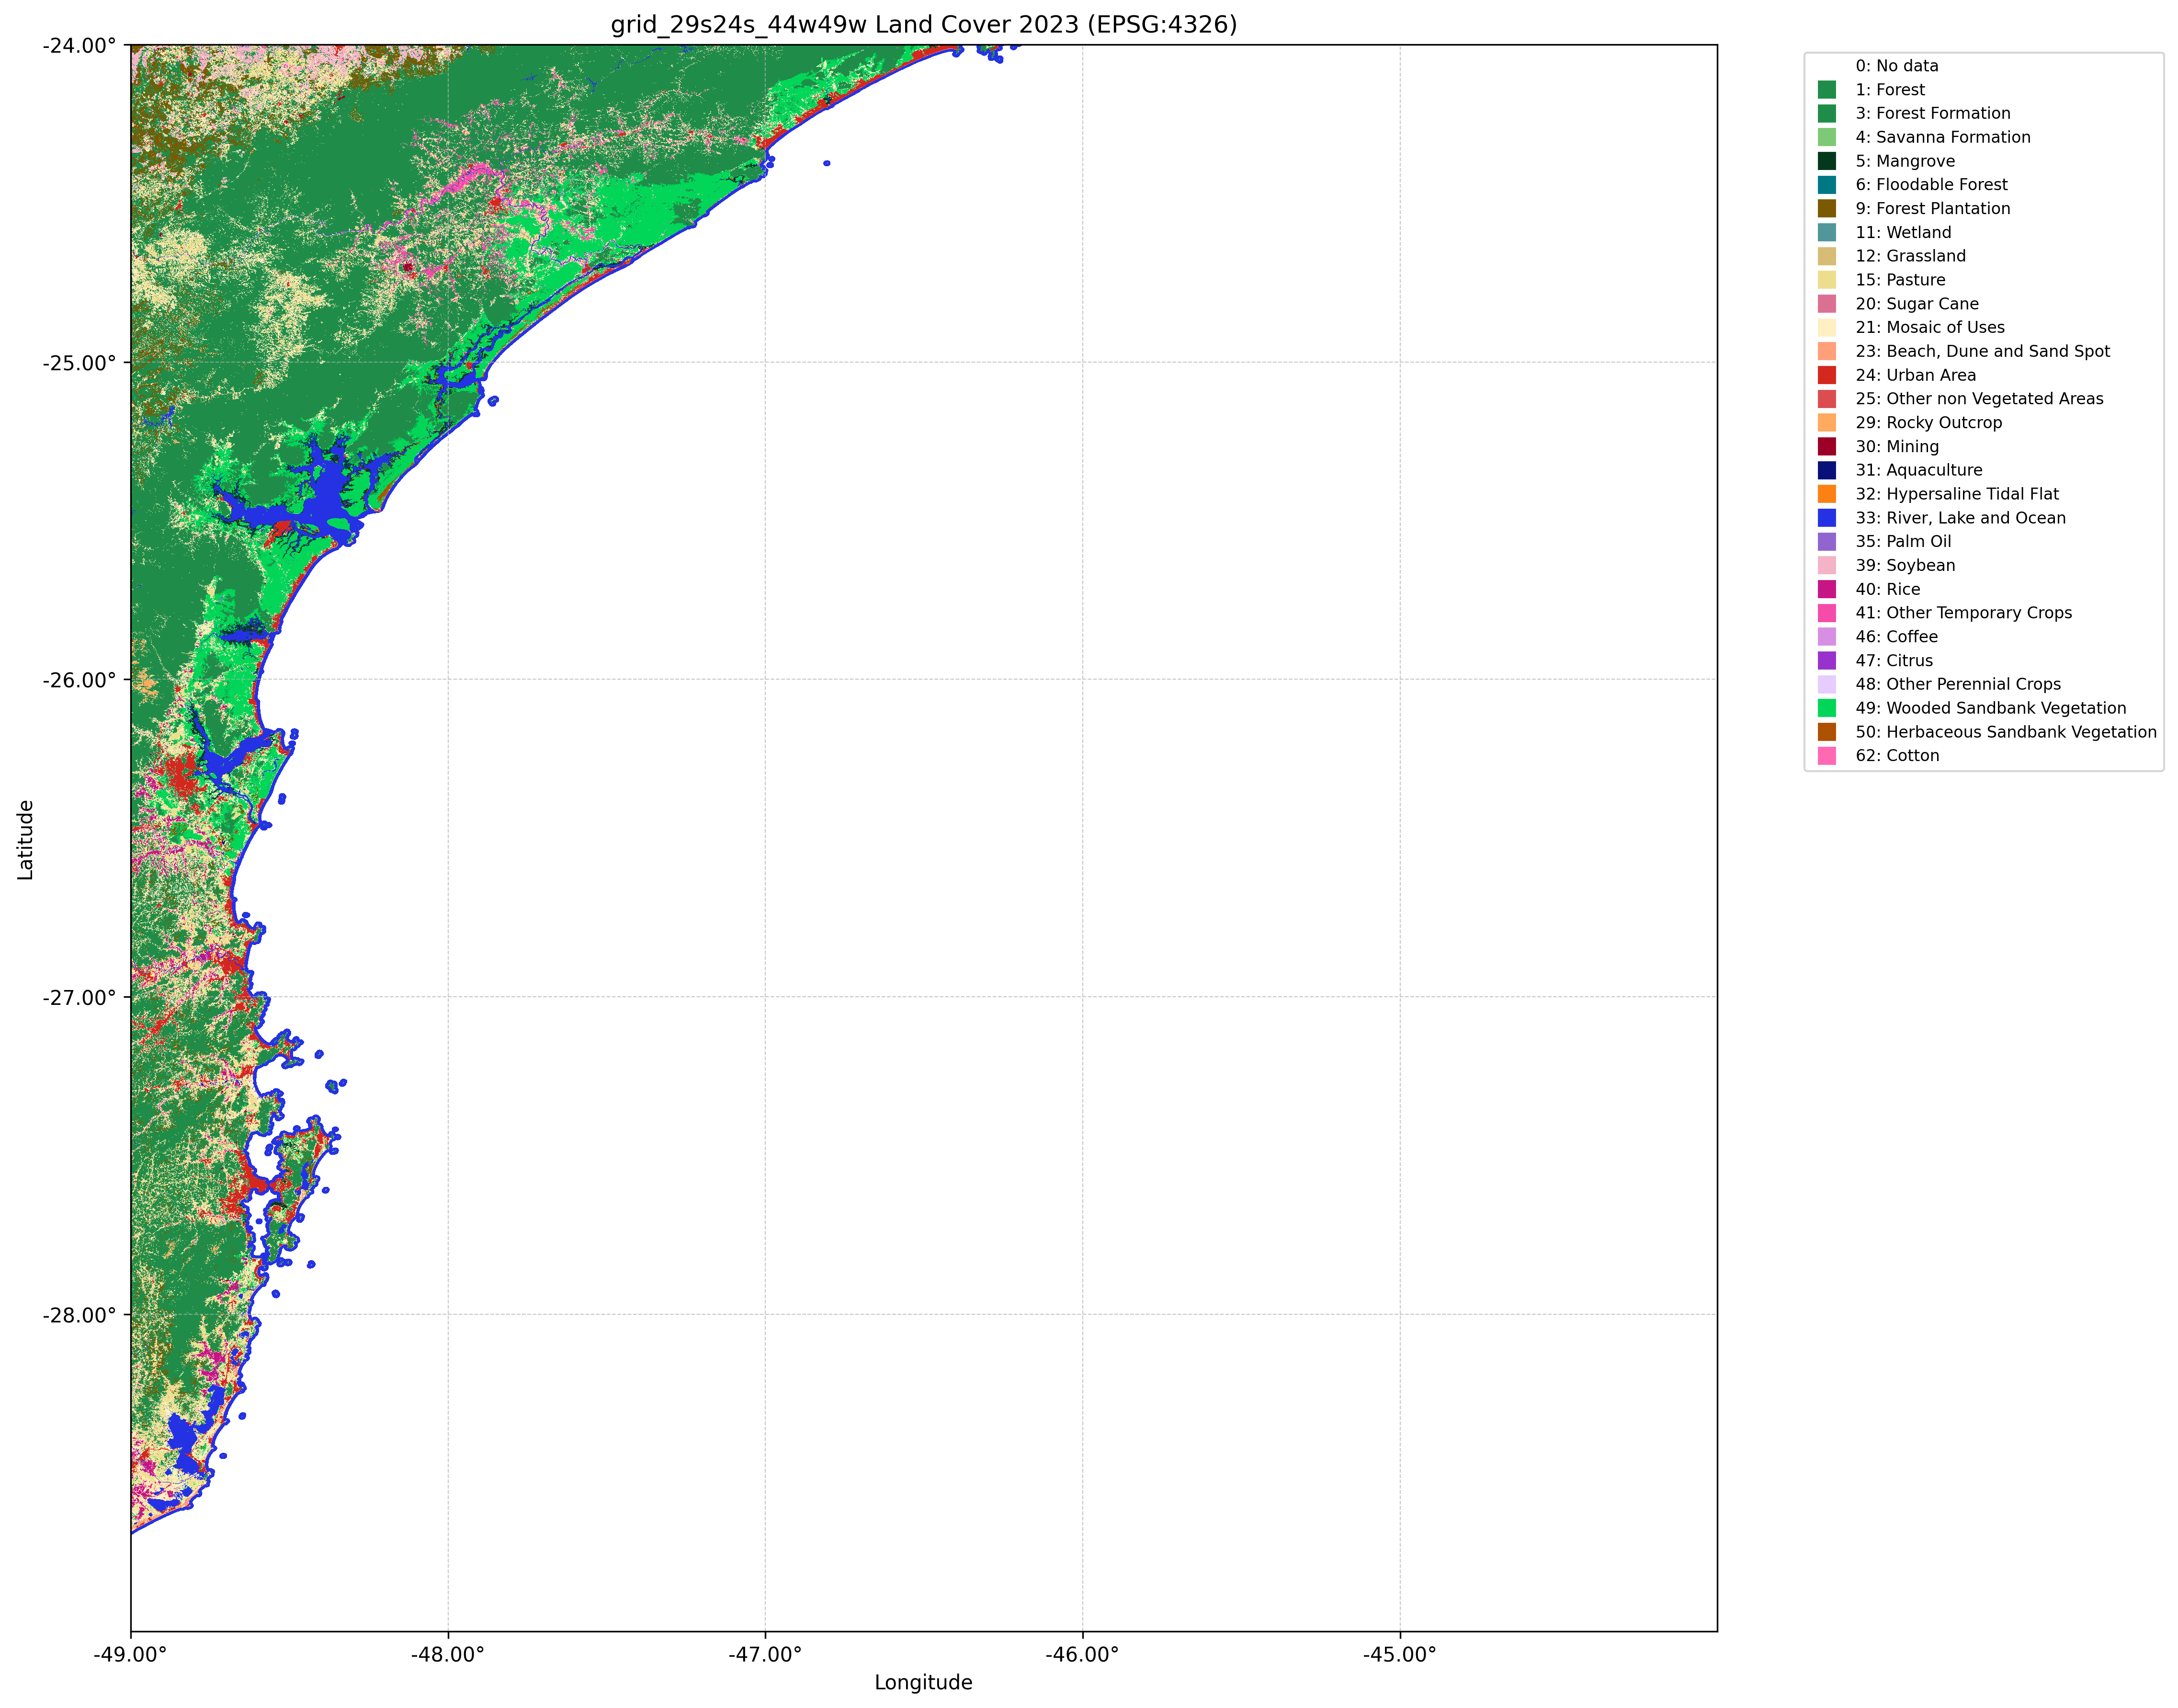 grid_29s24s_44w49w Land Cover 2023 (EPSG:4326)
-24.00°
-25.00°
-26.00°
-27.00°
-28.00°
Latitude
-49.00°
-48.00°
-47.00°
-46.00°
-45.00°
Longitude
0: No data
1: Forest
3: Forest Formation
4: Savanna Formation
5: Mangrove
6: Floodable Forest
9: Forest Plantation
11: Wetland
12: Grassland
15: Pasture
20: Sugar Cane
21: Mosaic of Uses
23: Beach, Dune and Sand Spot
24: Urban Area
25: Other non Vegetated Areas
29: Rocky Outcrop
30: Mining
31: Aquaculture
32: Hypersaline Tidal Flat
33: River, Lake and Ocean
35: Palm Oil
39: Soybean
40: Rice
41: Other Temporary Crops
46: Coffee
47: Citrus
48: Other Perennial Crops
49: Wooded Sandbank Vegetation
50: Herbaceous Sandbank Vegetation
62: Cotton